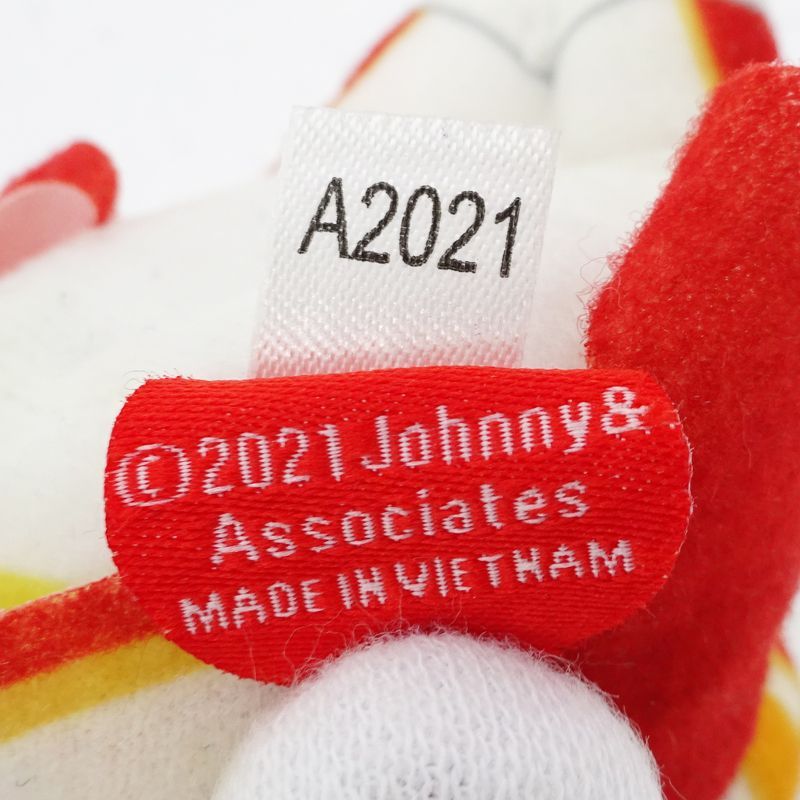 A2021
©2021 Johnny&
Associates
MADE IN VIETNAM